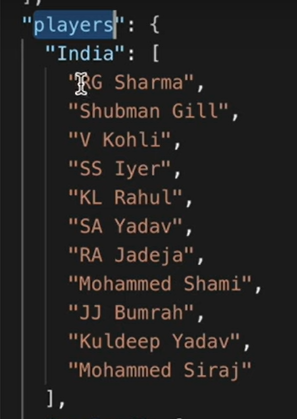 ],
"players": {
"India": [
"RG Sharma",
"Shubman Gill",
"V Kohli",
"SS Iyer",
"KL Rahul",
"SA Yadav",
"RA Jadeja",
"Mohammed Shami",
"JJ Bumrah",
"Kuldeep Yadav",
"Mohammed Siraj"
],